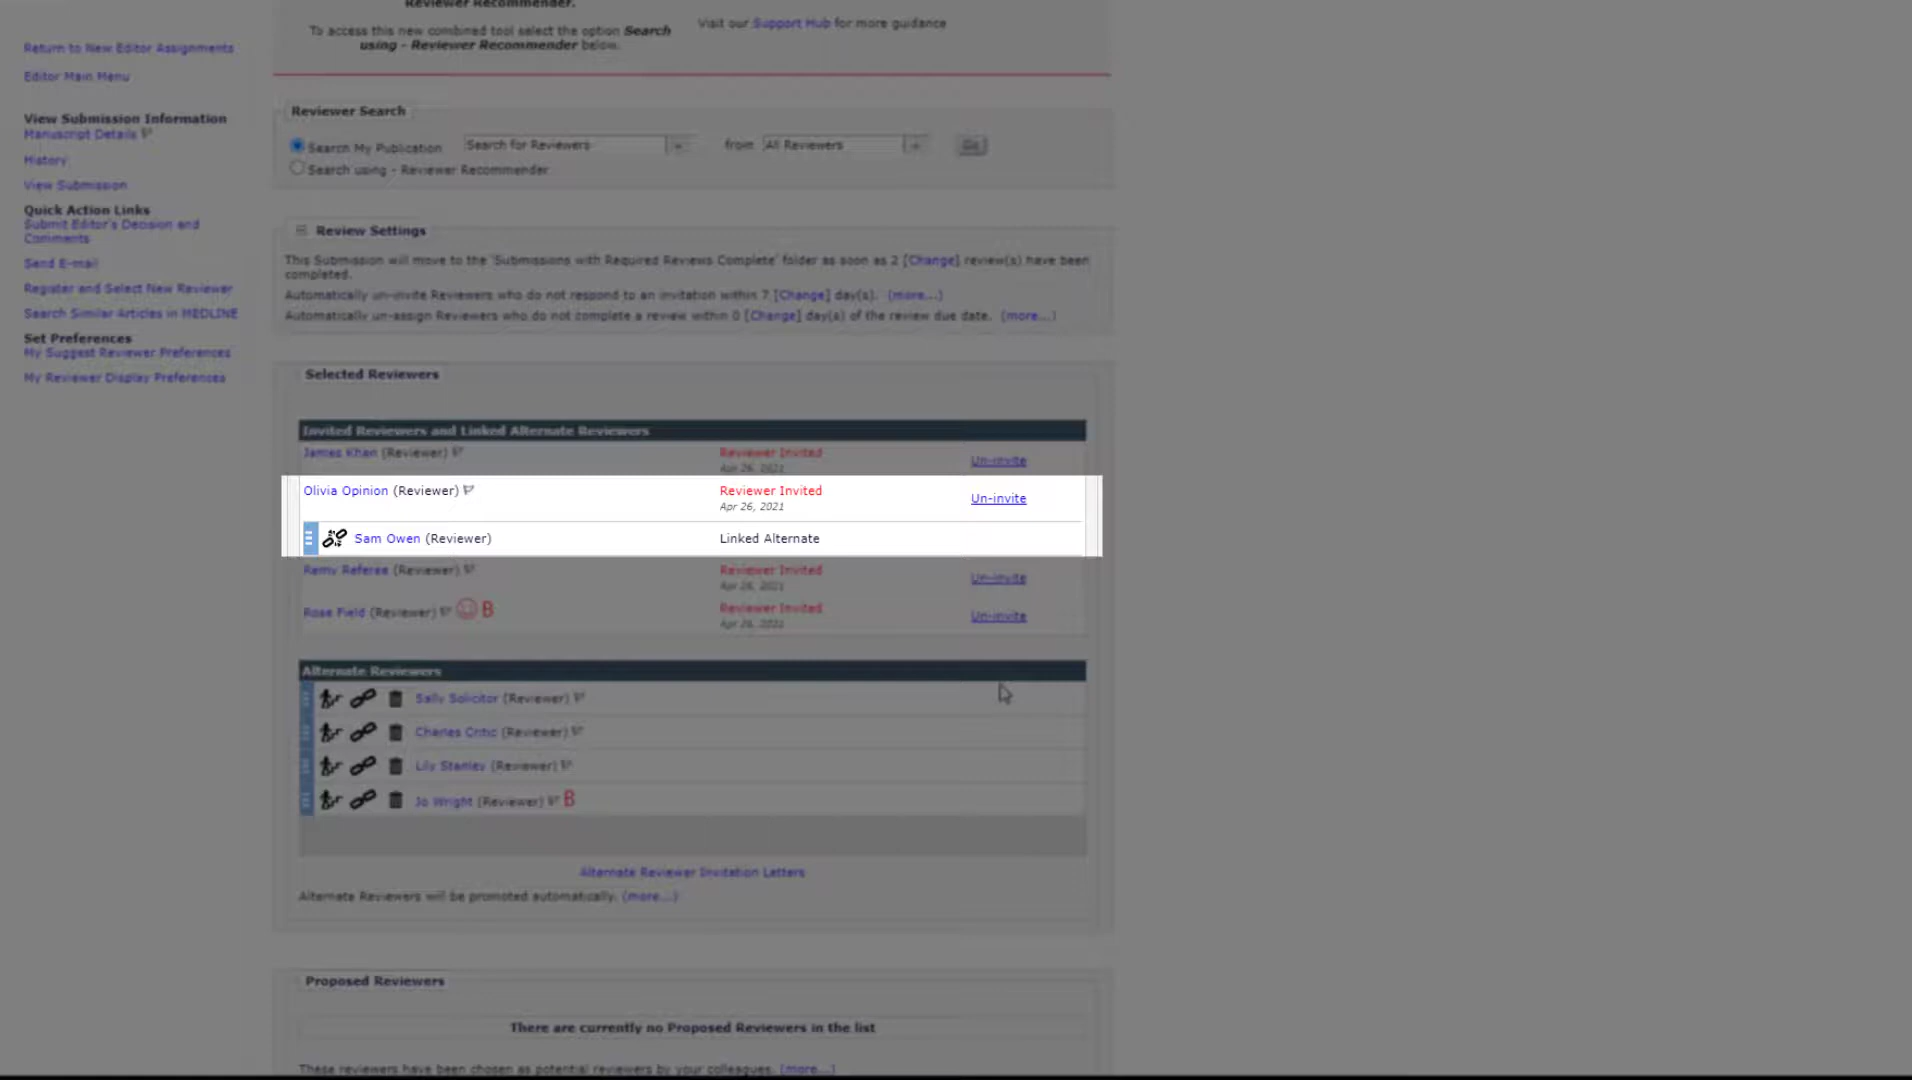 Reviewer Recommender.
To access this new combined tool select the option Search
using - Reviewer Recommender below.
Visit our Support Hub for more guidance
Return to New Editor Assignments
Editor Main Menu
View Submission Information
Manuscript Details
History
View Submission
Quick Action Links
Submit Editor's Decision and
Comments
Send E-mail
Register and Select New Reviewer
Search Similar Articles in MEDLINE
Set Preferences
My Suggest Reviewer Preferences
My Reviewer Display Preferences
Reviewer Search
Search My Publication Search for Reviewers from All Reviewers Go
Search using - Reviewer Recommender
Review Settings
This Submission will move to the 'Submissions with Required Reviews Complete' folder as soon as 2 [Change] review(s) have been
completed.
Automatically un-invite Reviewers who do not respond to an invitation within 7 [Change] day(s). (more...)
Automatically un-assign Reviewers who do not complete a review within 0 [Change] day(s) of the review due date. (more...)
Selected Reviewers
Invited Reviewers and Linked Alternate Reviewers
James Khan (Reviewer) Reviewer Invited Un-invite
Apr 26, 2021
Olivia Opinion (Reviewer) Reviewer Invited Un-invite
Apr 26, 2021
Sam Owen (Reviewer) Linked Alternate
Remy Referee (Reviewer) Reviewer Invited Un-invite
Apr 26, 2021
Rose Field (Reviewer) B Reviewer Invited Un-invite
Apr 26, 2021
Alternate Reviewers
Sally Solicitor (Reviewer)
Charles Critic (Reviewer)
Lily Stanley (Reviewer)
Jo Wright (Reviewer) B
Alternate Reviewer Invitation Letters
Alternate Reviewers will be promoted automatically. (more...)
Proposed Reviewers
There are currently no Proposed Reviewers in the list
These reviewers have been chosen as potential reviewers by your colleagues. (more...)